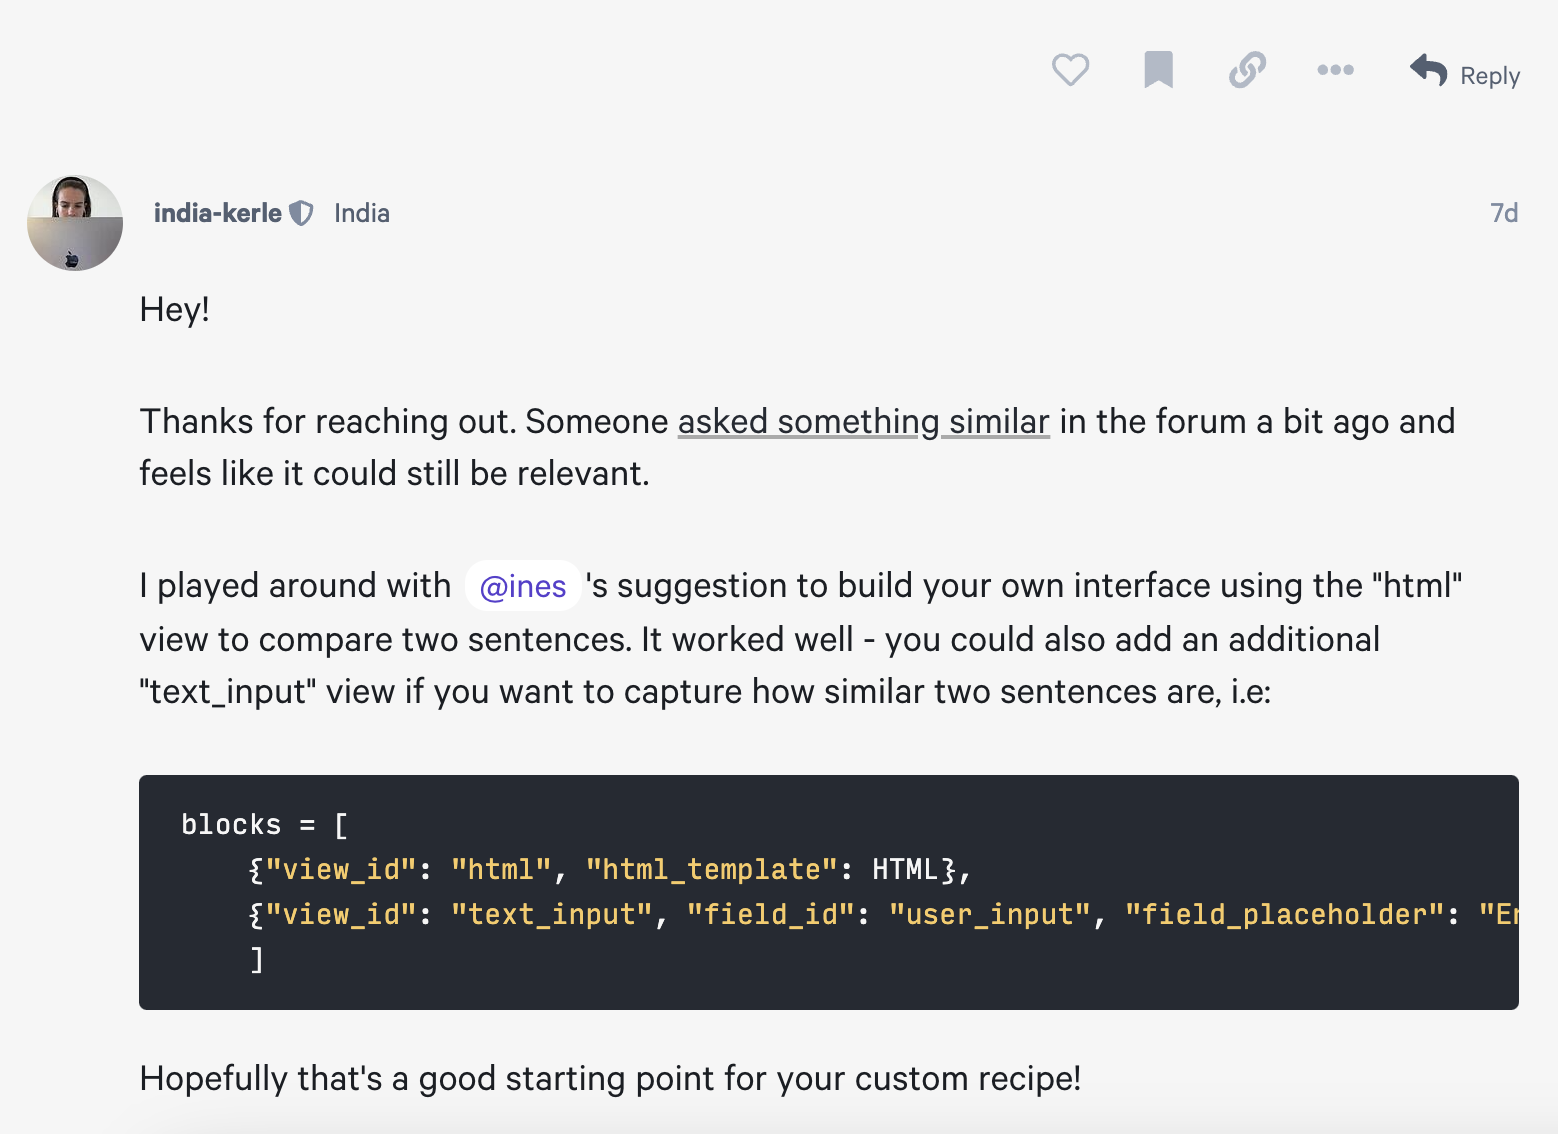 Reply
india-kerle India 7d
Hey!
Thanks for reaching out. Someone asked something similar in the forum a bit ago and
feels like it could still be relevant.
I played around with @ines 's suggestion to build your own interface using the "html"
view to compare two sentences. It worked well - you could also add an additional
"text_input" view if you want to capture how similar two sentences are, i.e:
blocks = [
{"view_id": "html", "html_template": HTML},
{"view_id": "text_input", "field_id": "user_input", "field_placeholder":
]
Hopefully that's a good starting point for your custom recipe!